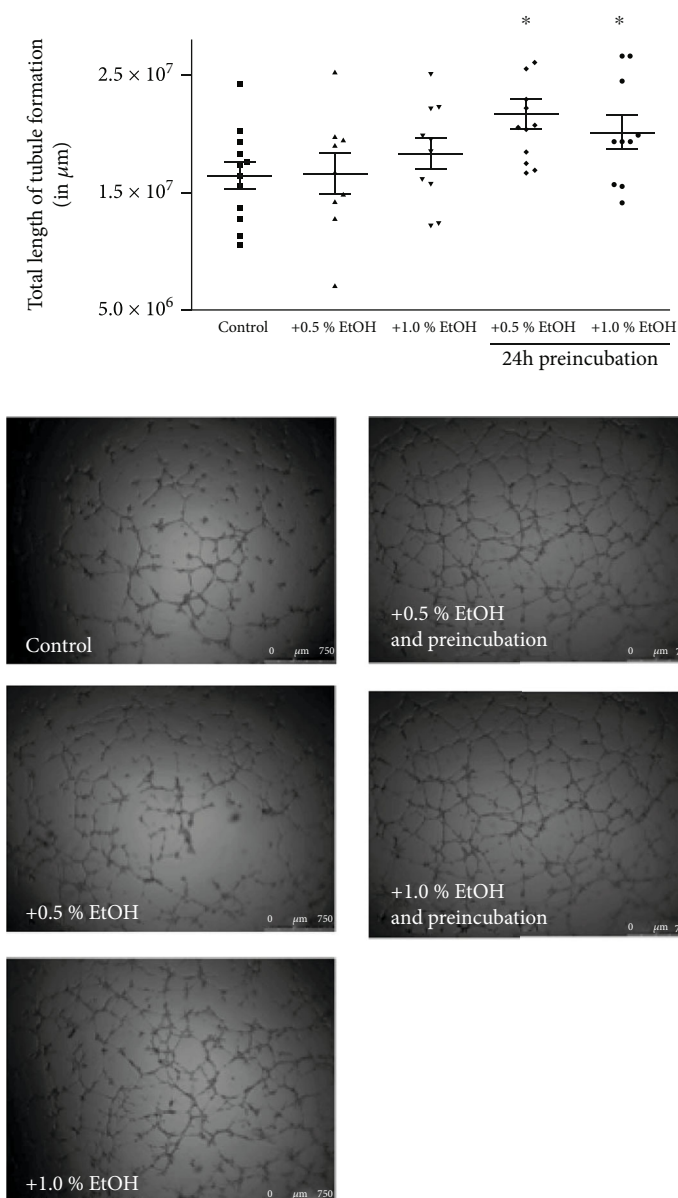 * *
Total length of tubule formation
(in μm)
2.5 × 10⁷
1.5 × 10⁷
5.0 × 10⁶
Control +0.5 % EtOH +1.0 % EtOH +0.5 % EtOH +1.0 % EtOH
24h preincubation
Control
0 μm 750
+0.5 % EtOH
and preincubation
0 μm 7
+0.5 % EtOH
0 μm 750
+1.0 % EtOH
and preincubation
0 μm 7
+1.0 % EtOH
0 μm 750